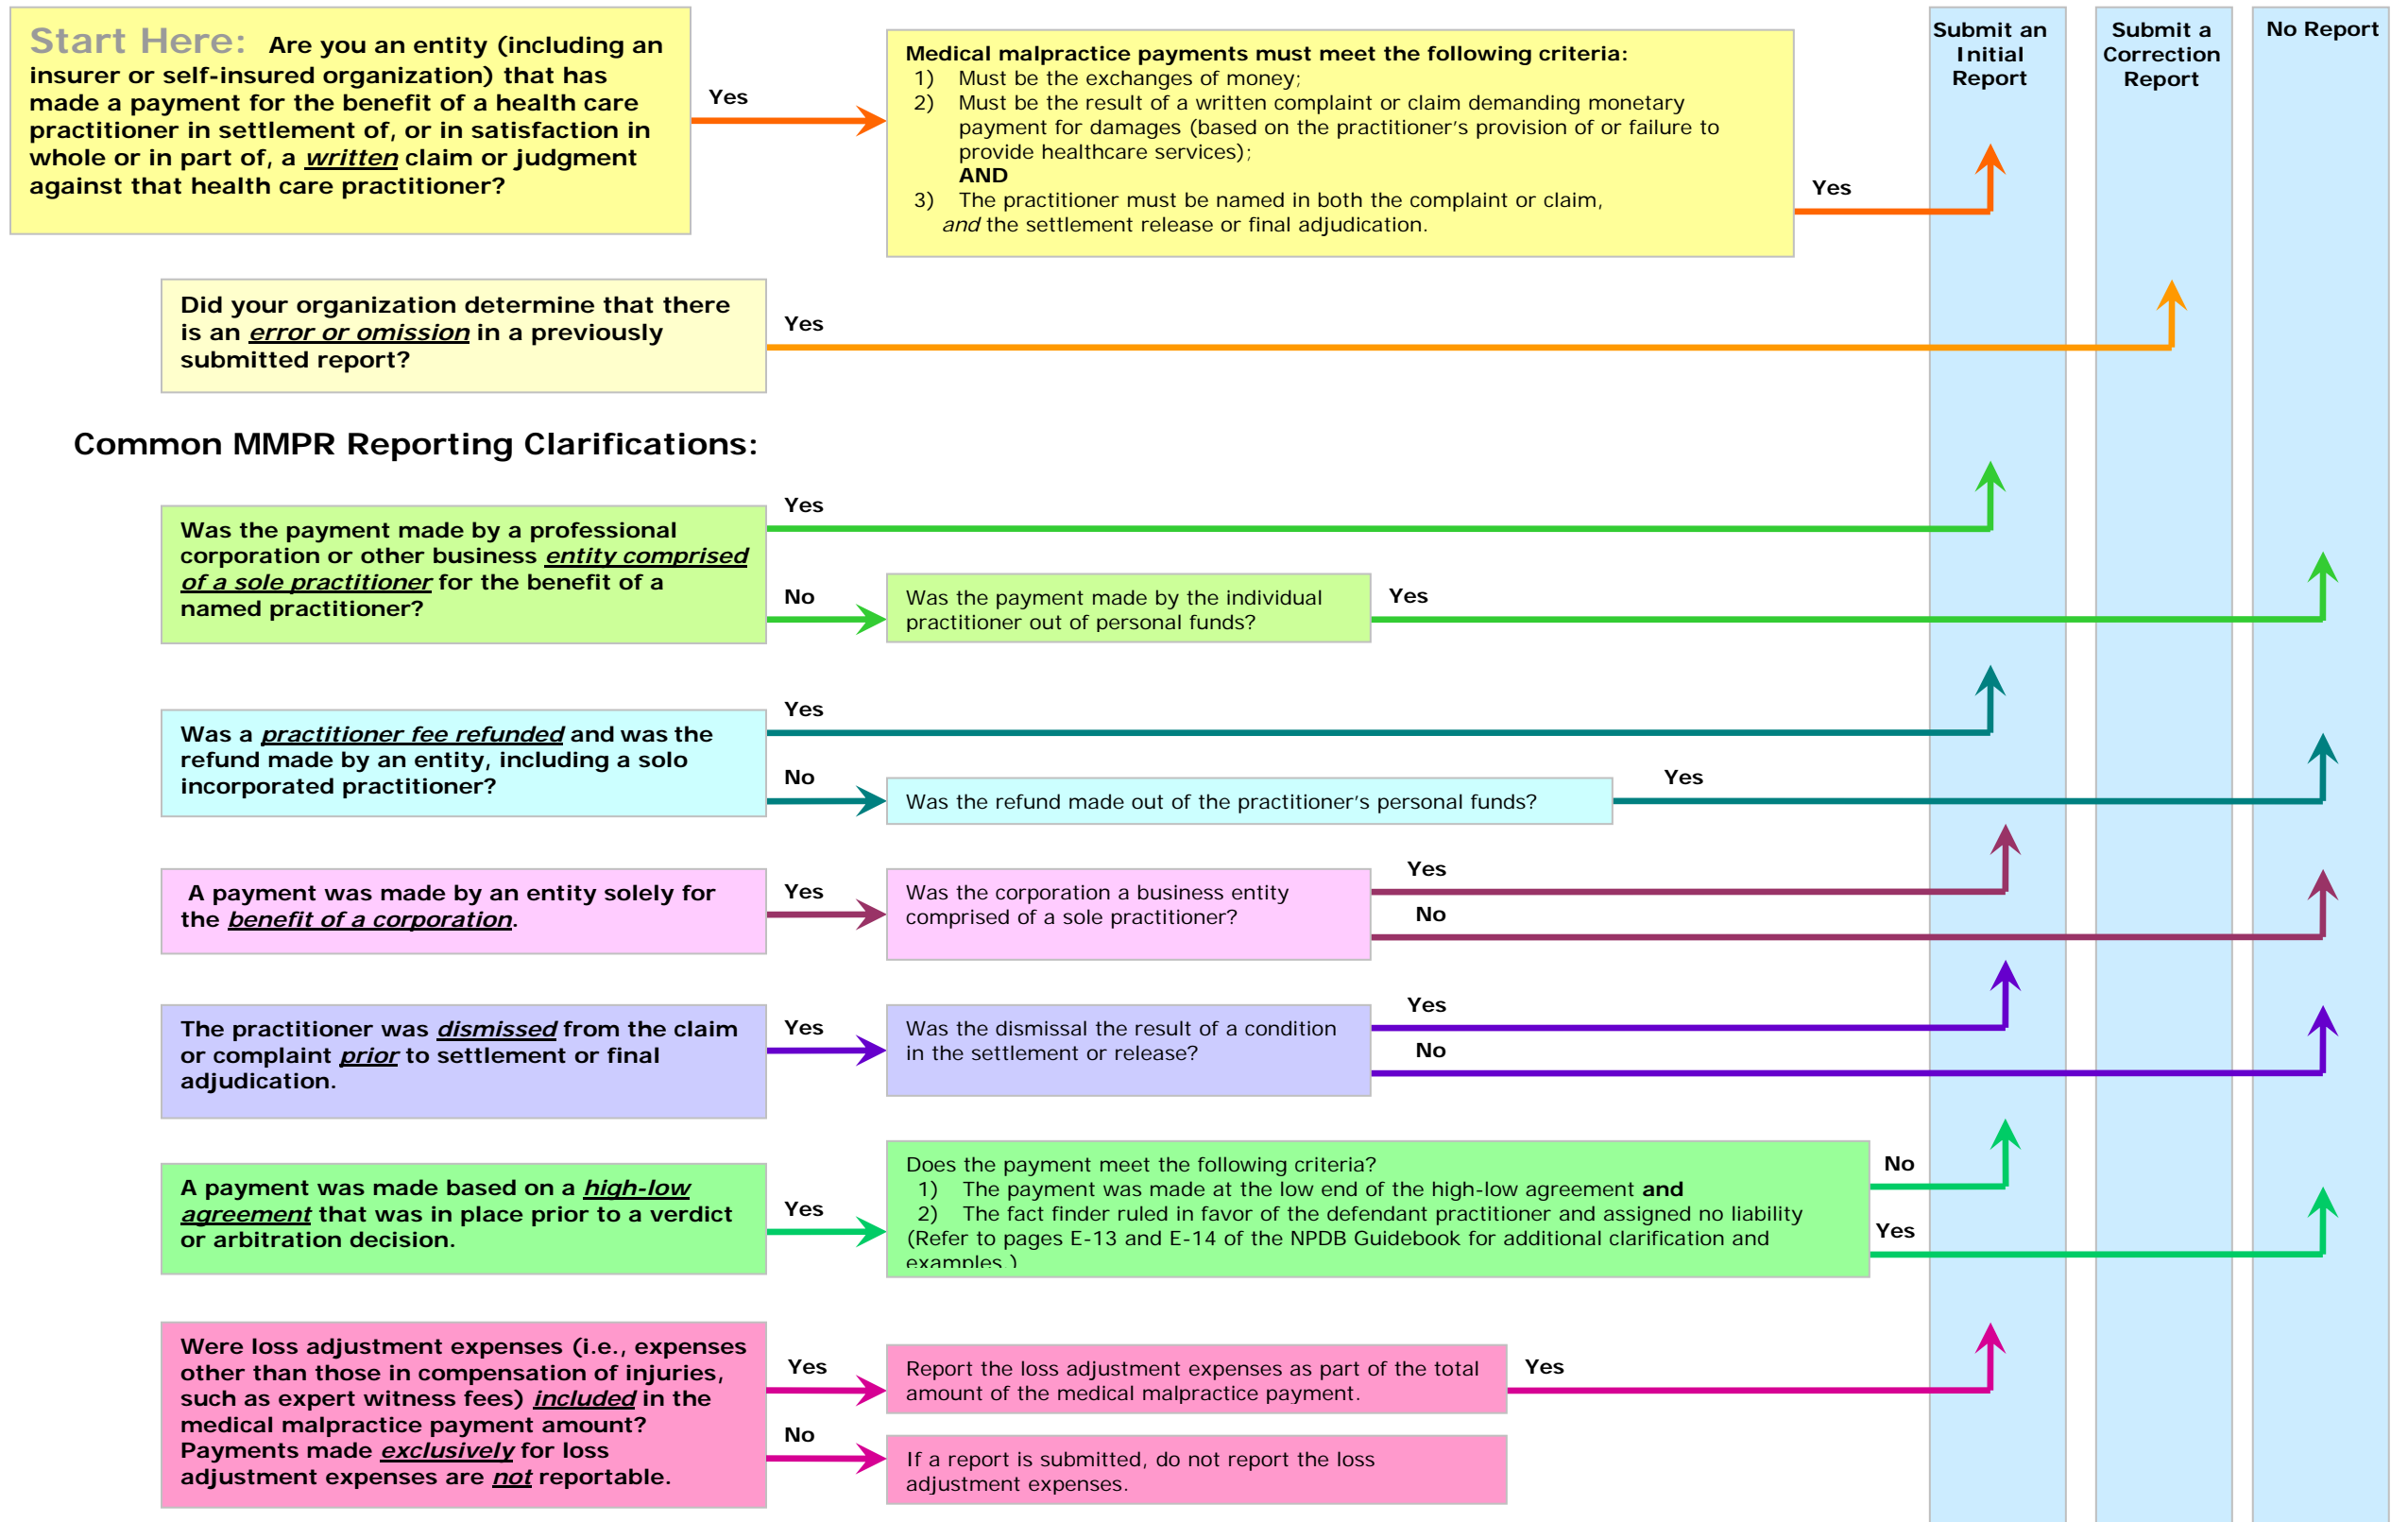 Start Here: Are you an entity (including an
insurer or self-insured organization) that has
made a payment for the benefit of a health care
practitioner in settlement of, or in satisfaction in
whole or in part of, a written claim or judgment
against that health care practitioner?
Yes
Medical malpractice payments must meet the following criteria:
1) Must be the exchanges of money;
2) Must be the result of a written complaint or claim demanding monetary
payment for damages (based on the practitioner's provision of or failure to
provide healthcare services);
AND
3) The practitioner must be named in both the complaint or claim,
and the settlement release or final adjudication.
Yes
Submit an
Initial
Report
Submit a
Correction
Report
No Report
Did your organization determine that there
is an error or omission in a previously
submitted report?
Yes
Common MMPR Reporting Clarifications:
Was the payment made by a professional
corporation or other business entity comprised
of a sole practitioner for the benefit of a
named practitioner?
Yes
No
Was the payment made by the individual
practitioner out of personal funds?
Yes
Was a practitioner fee refunded and was the
refund made by an entity, including a solo
incorporated practitioner?
Yes
No
Was the refund made out of the practitioner's personal funds?
Yes
A payment was made by an entity solely for
the benefit of a corporation.
Yes
Was the corporation a business entity
comprised of a sole practitioner?
Yes
No
The practitioner was dismissed from the claim
or complaint prior to settlement or final
adjudication.
Yes
Was the dismissal the result of a condition
in the settlement or release?
Yes
No
A payment was made based on a high-low
agreement that was in place prior to a verdict
or arbitration decision.
Yes
Does the payment meet the following criteria?
1) The payment was made at the low end of the high-low agreement and
2) The fact finder ruled in favor of the defendant practitioner and assigned no liability
(Refer to pages E-13 and E-14 of the NPDB Guidebook for additional clarification and
examples.)
No
Yes
Were loss adjustment expenses (i.e., expenses
other than those in compensation of injuries,
such as expert witness fees) included in the
medical malpractice payment amount?
Payments made exclusively for loss
adjustment expenses are not reportable.
Yes
Report the loss adjustment expenses as part of the total
amount of the medical malpractice payment.
Yes
No
If a report is submitted, do not report the loss
adjustment expenses.